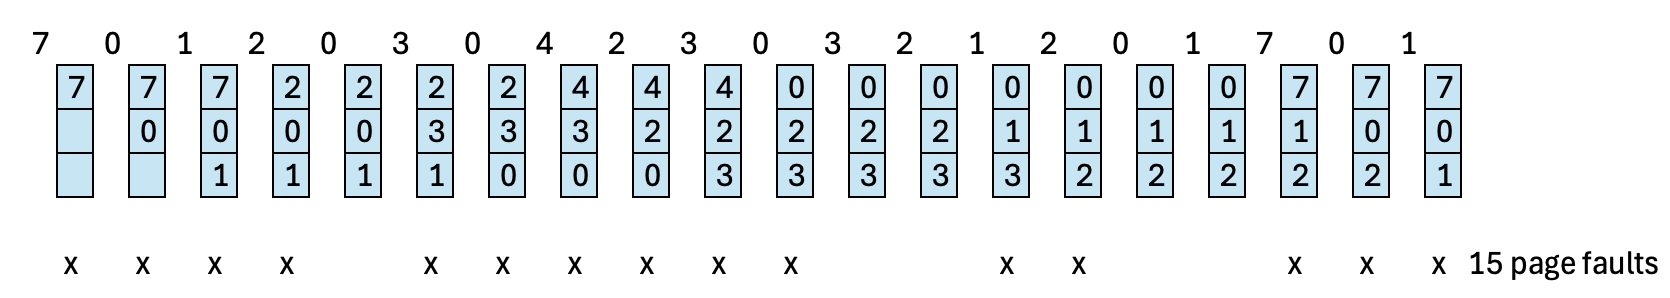 7 0 1 2 0 3 0 4 2 3 0 3 2 1 2 0 1 7 0 1
7 7 7 2 2 2 2 4 4 4 0 0 0 0 0 0 0 7 7 7
0 0 0 0 3 3 3 2 2 2 2 2 1 1 1 1 1 0 0
1 1 1 1 0 0 0 3 3 3 3 3 2 2 2 2 2 1
x x x x x x x x x x x x x x x 15 page faults